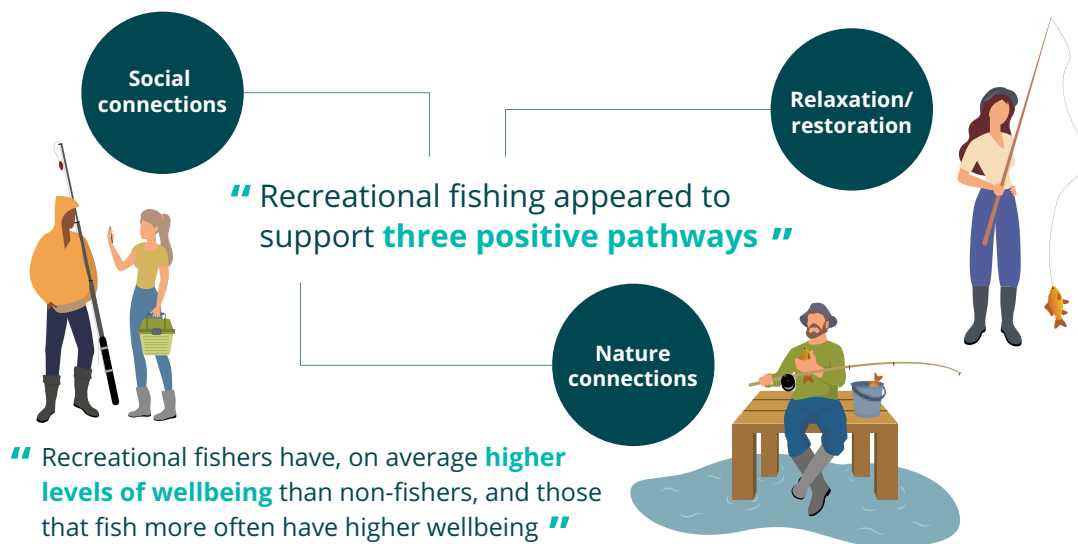 Social
connections
Relaxation/
restoration
“ Recreational fishing appeared to
support three positive pathways ”
Nature
connections
“ Recreational fishers have, on average higher
levels of wellbeing than non-fishers, and those
that fish more often have higher wellbeing ”